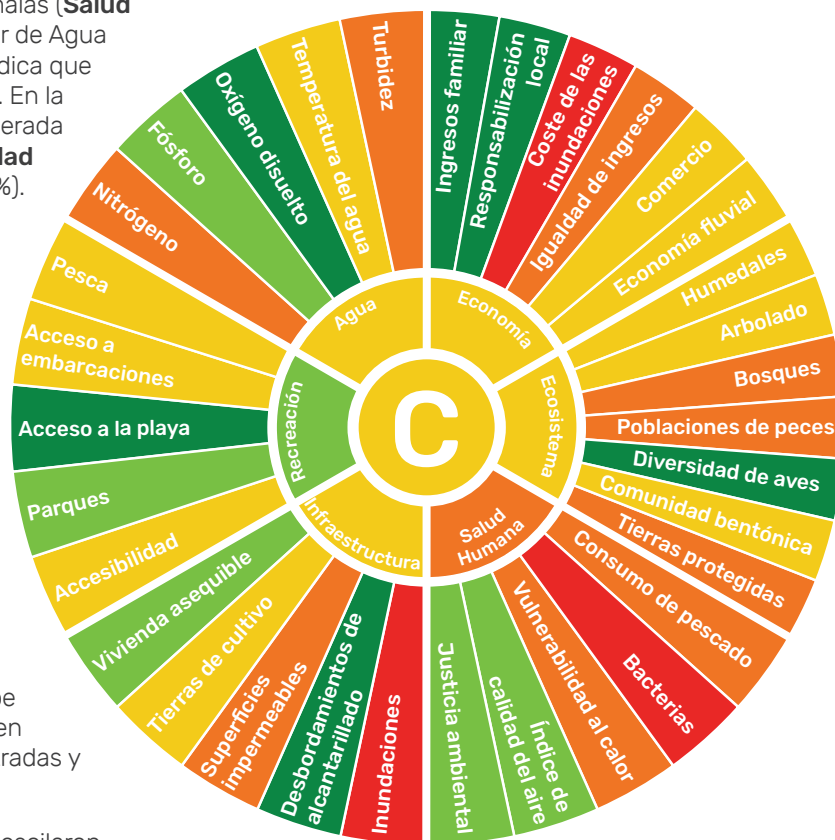 nalas (Salud
r de Agua
dica que
. En la
erada
dad
%).
Turbidez
Ingresos familiar
Responsabilización
local
Coste de las
inundaciones
Igualdad de ingresos
Comercio
Economía fluvial
Humedales
Arbolado
Bosques
Poblaciones de peces
Diversidad de aves
Comunidad bentónica
Tierras protegidas
Consumo de pescado
Bacterias
Vulnerabilidad al calor
Índice de
calidad del aire
Justicia ambiental
Inundaciones
Desbordamientos de
alcantarillado
Superficies
impermeables
Tierras de cultivo
Vivienda asequible
Accesibilidad
Parques
Acceso a la playa
Acceso a
embarcaciones
Pesca
Nitrógeno
Fósforo
Oxígeno disuelto
Temperatura del agua
Agua
Economía
Ecosistema
Salud
Humana
Infraestructura
Recreación
C
en
radas y